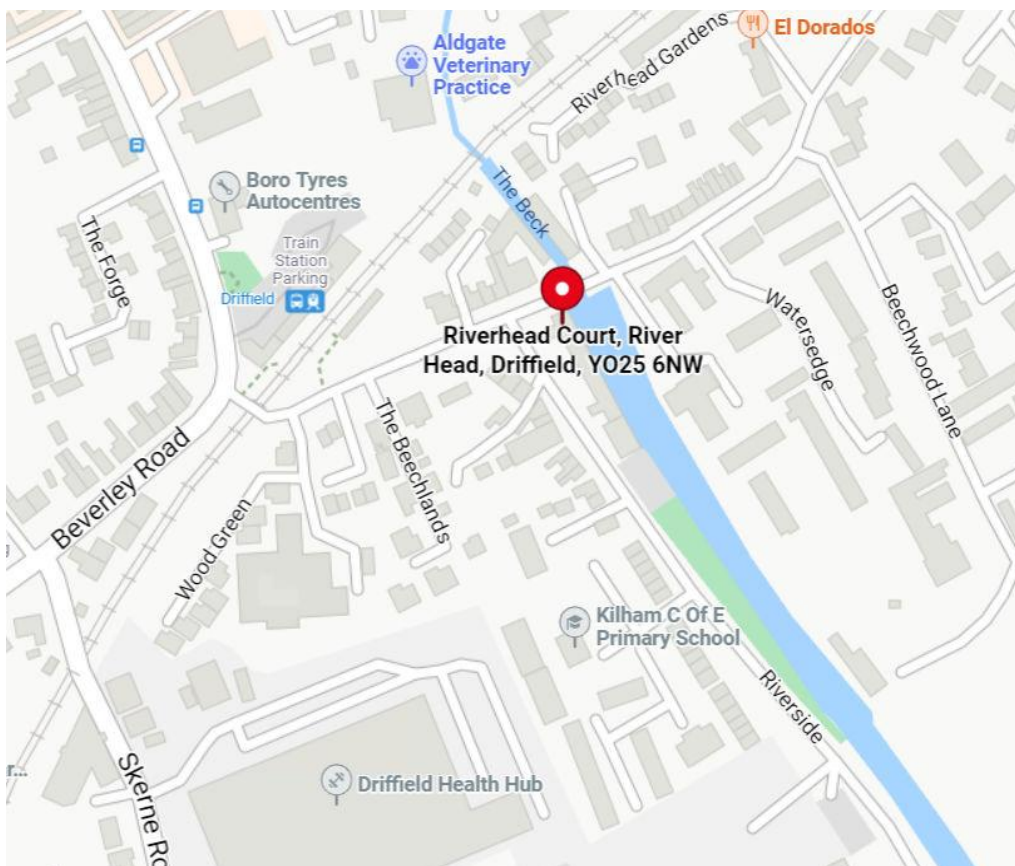 El Dorados
Aldgate
Veterinary
Practice
Riverhead Gardens
The Beck
Boro Tyres
Autocentres
The Forge
Train
Station
Parking
Driffield
Riverhead Court, River
Head, Driffield, YO25 6NW
Watersedge
Beechwood Lane
The Beechlands
Beverley Road
Wood Green
Kilham C Of E
Primary School
Riverside
Skerne Ro
Driffield Health Hub
r...